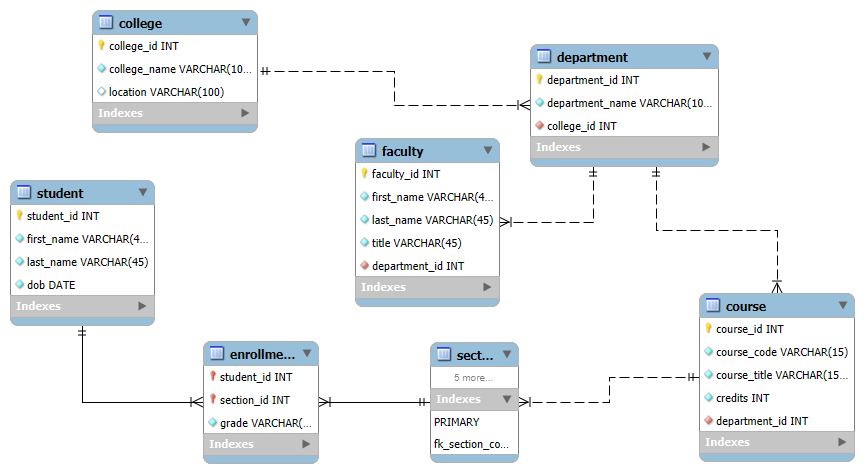 college
college_id INT
college_name VARCHAR(10...
location VARCHAR(100)
Indexes
department
department_id INT
department_name VARCHAR(10...
college_id INT
Indexes
faculty
faculty_id INT
first_name VARCHAR(4...
last_name VARCHAR(45)
title VARCHAR(45)
department_id INT
Indexes
student
student_id INT
first_name VARCHAR(4...
last_name VARCHAR(45)
dob DATE
Indexes
course
course_id INT
course_code VARCHAR(15)
course_title VARCHAR(15...
credits INT
department_id INT
Indexes
enrollme...
student_id INT
section_id INT
grade VARCHAR(...
Indexes
sect...
5 more...
Indexes
PRIMARY
fk_section_co...